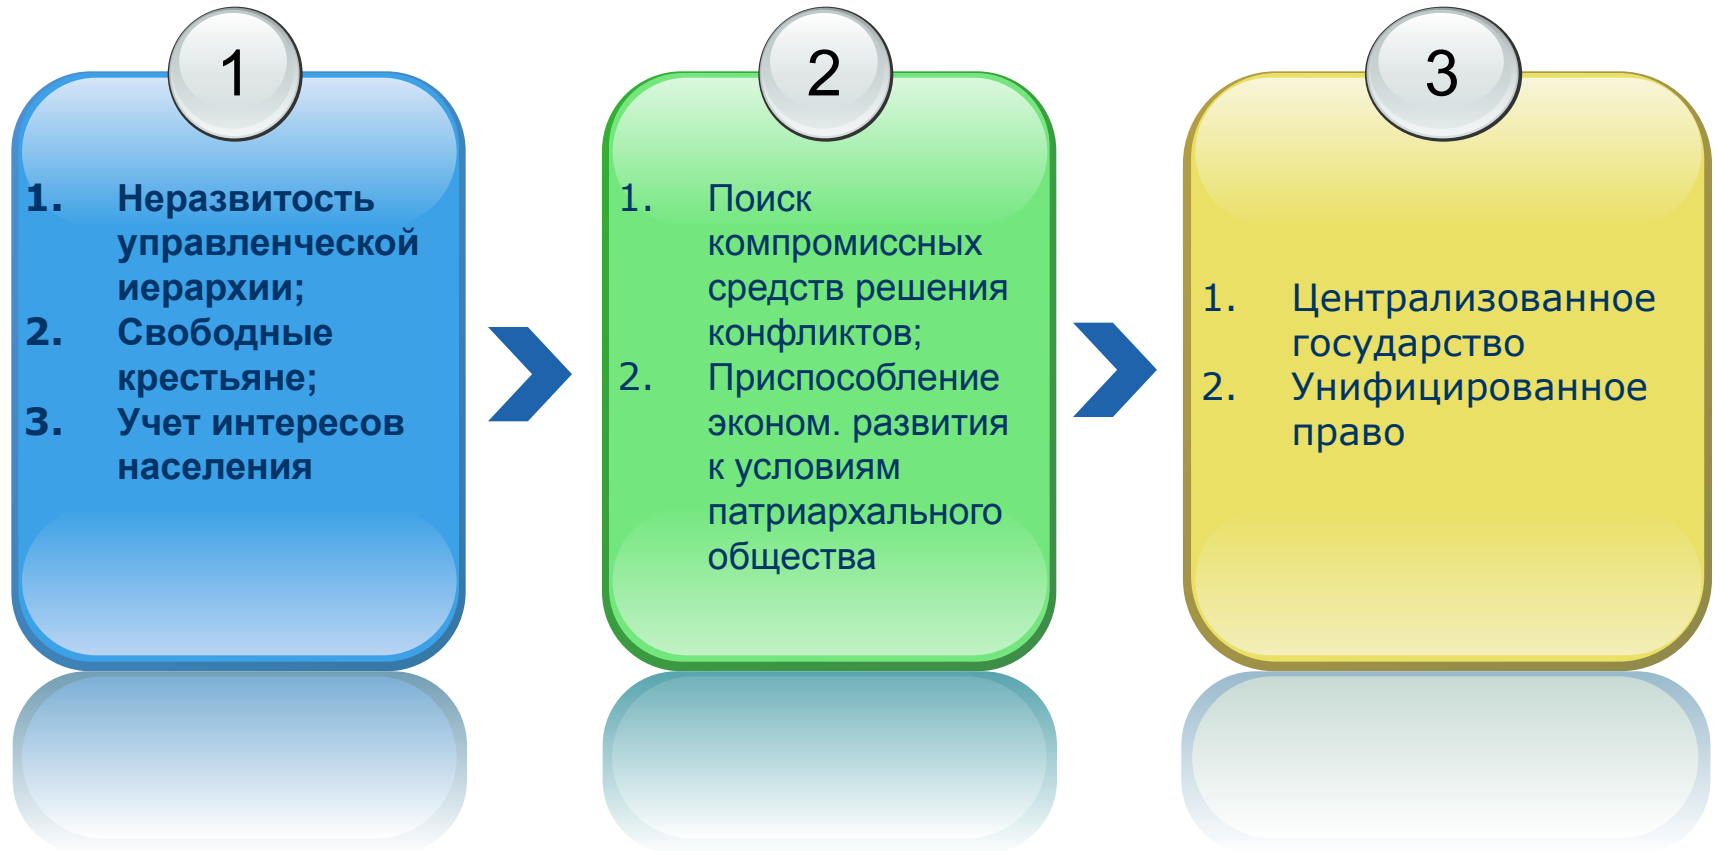 1
1. Неразвитость
управленческой
иерархии;
2. Свободные
крестьяне;
3. Учет интересов
населения
2
1. Поиск
компромиссных
средств решения
конфликтов;
2. Приспособление
эконом. развития
к условиям
патриархального
общества
3
1. Централизованное
государство
2. Унифицированное
право